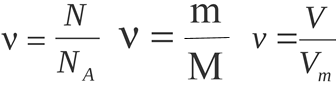 ν = N/N_A ν = m/M ν = V/V_m